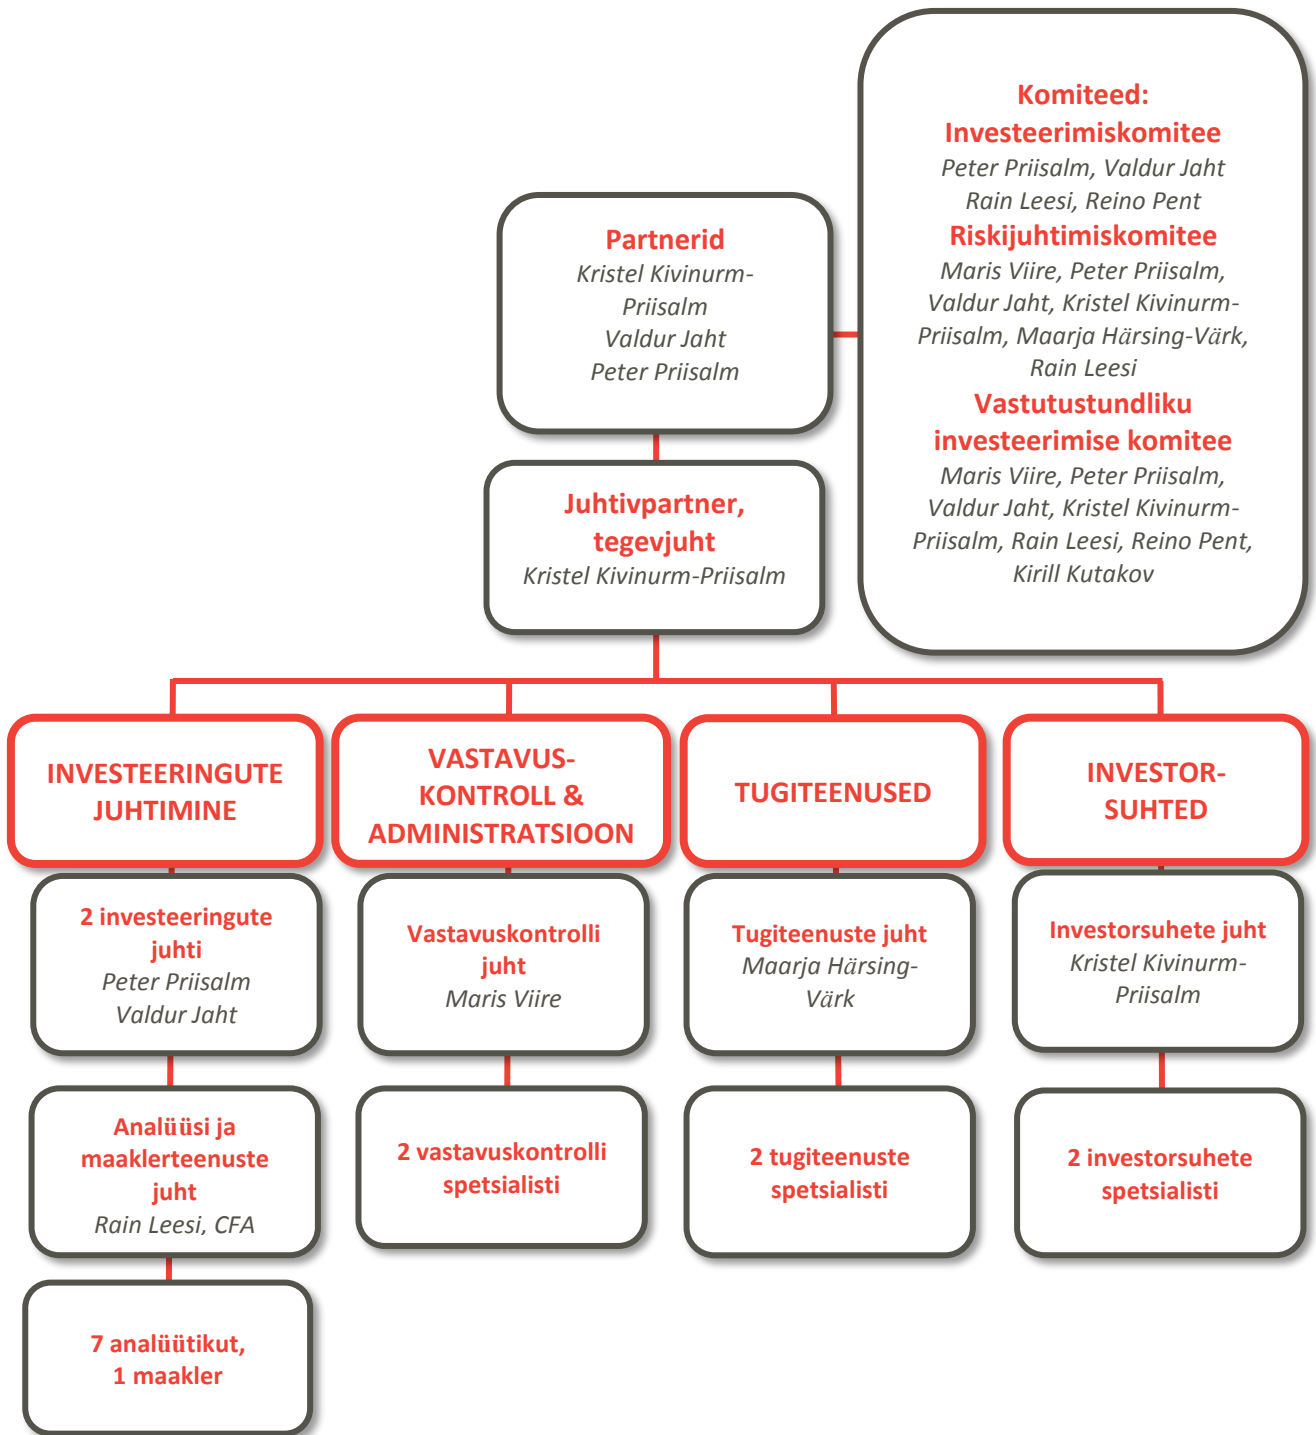 Komiteed:
Investeerimiskomitee
Peter Priisalm, Valdur Jaht
Rain Leesi, Reino Pent
Riskijuhtimiskomitee
Maris Viire, Peter Priisalm,
Valdur Jaht, Kristel Kivinurm-
Priisalm, Maarja Härsing-Värk,
Rain Leesi
Vastutustundliku
investeerimise komitee
Maris Viire, Peter Priisalm,
Valdur Jaht, Kristel Kivinurm-
Priisalm, Rain Leesi, Reino Pent,
Kirill Kutakov
Partnerid
Kristel Kivinurm-
Priisalm
Valdur Jaht
Peter Priisalm
Juhtivpartner,
tegevjuht
Kristel Kivinurm-Priisalm
INVESTEERINGUTE
JUHTIMINE
2 investeeringute
juhti
Peter Priisalm
Valdur Jaht
Analüüsi ja
maaklerteenuste
juht
Rain Leesi, CFA
7 analüütikut,
1 maakler
VASTAVUS-
KONTROLL &
ADMINISTRATSIOON
Vastavuskontrolli
juht
Maris Viire
2 vastavuskontrolli
spetsialisti
TUGITEENUSED
Tugiteenuste juht
Maarja Härsing-
Värk
2 tugiteenuste
spetsialisti
INVESTOR-
SUHTED
Investorsuhete juht
Kristel Kivinurm-
Priisalm
2 investorsuhete
spetsialisti